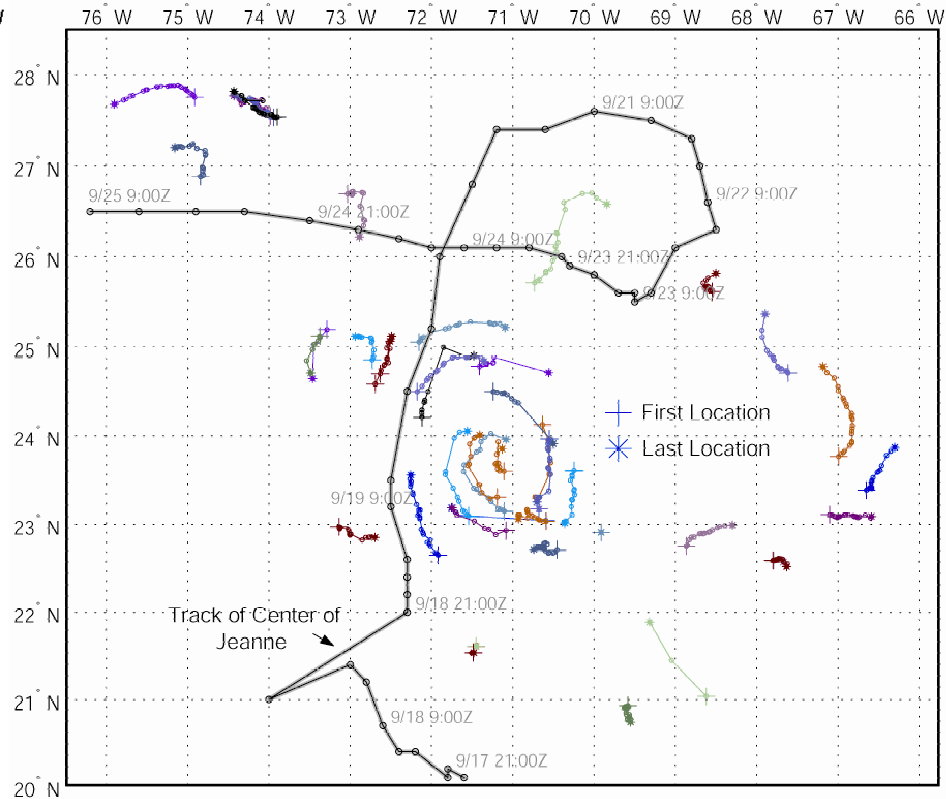 76° W 75° W 74° W 73° W 72° W 71° W 70° W 69° W 68° W 67° W 66° W
28° N
9/21 9:00Z
27° N
9/25 9:00Z
9/22 9:00Z
9/24 21:00Z
9/24 9:00Z
26° N
9/23 21:00Z
9/23 9:00Z
25° N
First Location
24° N
Last Location
9/19 9:00Z
23° N
9/18 21:00Z
22° N
Track of Center of
Jeanne
21° N
9/18 9:00Z
9/17 21:00Z
20° N